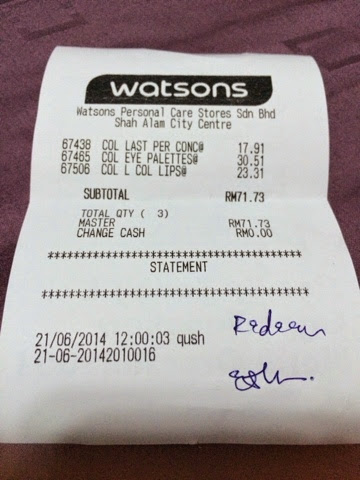 watsons
Watsons Personal Care Stores Sdn Bhd
Shah Alam City Centre
67438 COL LAST PER CONC@ 17.91
67465 COL EYE PALETTES@ 30.51
67506 COL L COL LIPS@ 23.31
SUBTOTAL RM71.73
TOTAL QTY ( 3)
MASTER RM71.73
CHANGE CASH RM0.00
************************************
STATEMENT
************************************
Redeem
21/06/2014 12:00:03 qush
21-06-20142010016